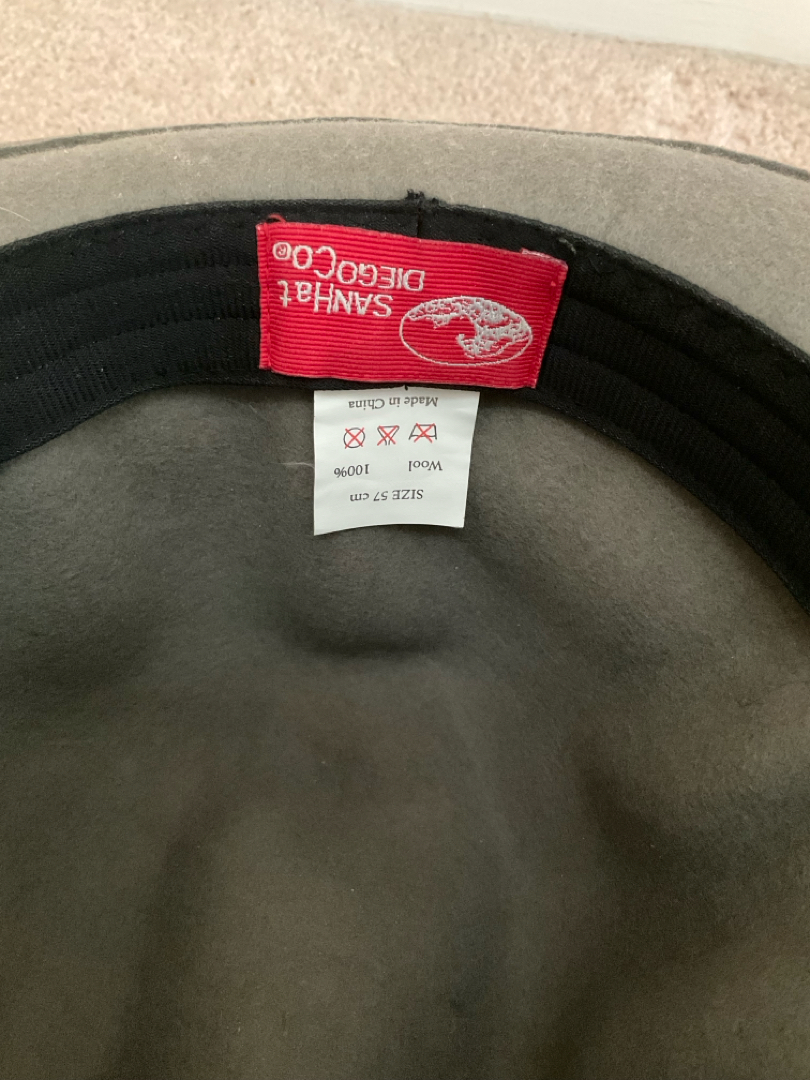 SANHat
DIEGOCO®
SIZE 57 cm
Wool 100%
Made in China